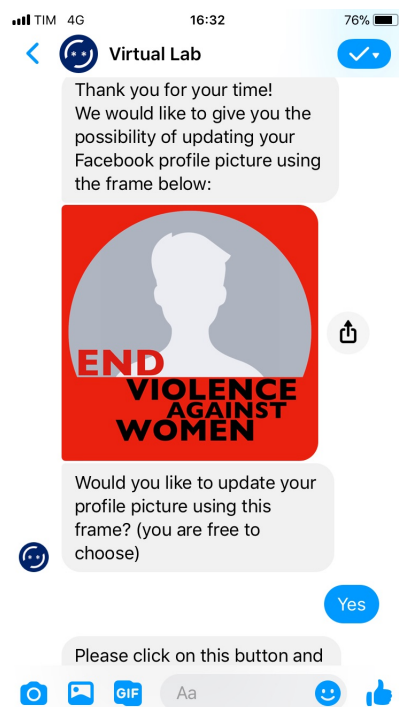 TIM 4G 16:32 76%
Virtual Lab
Thank you for your time!
We would like to give you the
possibility of updating your
Facebook profile picture using
the frame below:
END
VIOLENCE
AGAINST
WOMEN
Would you like to update your
profile picture using this
frame? (you are free to
choose)
Yes
Please click on this button and
GIF Aa